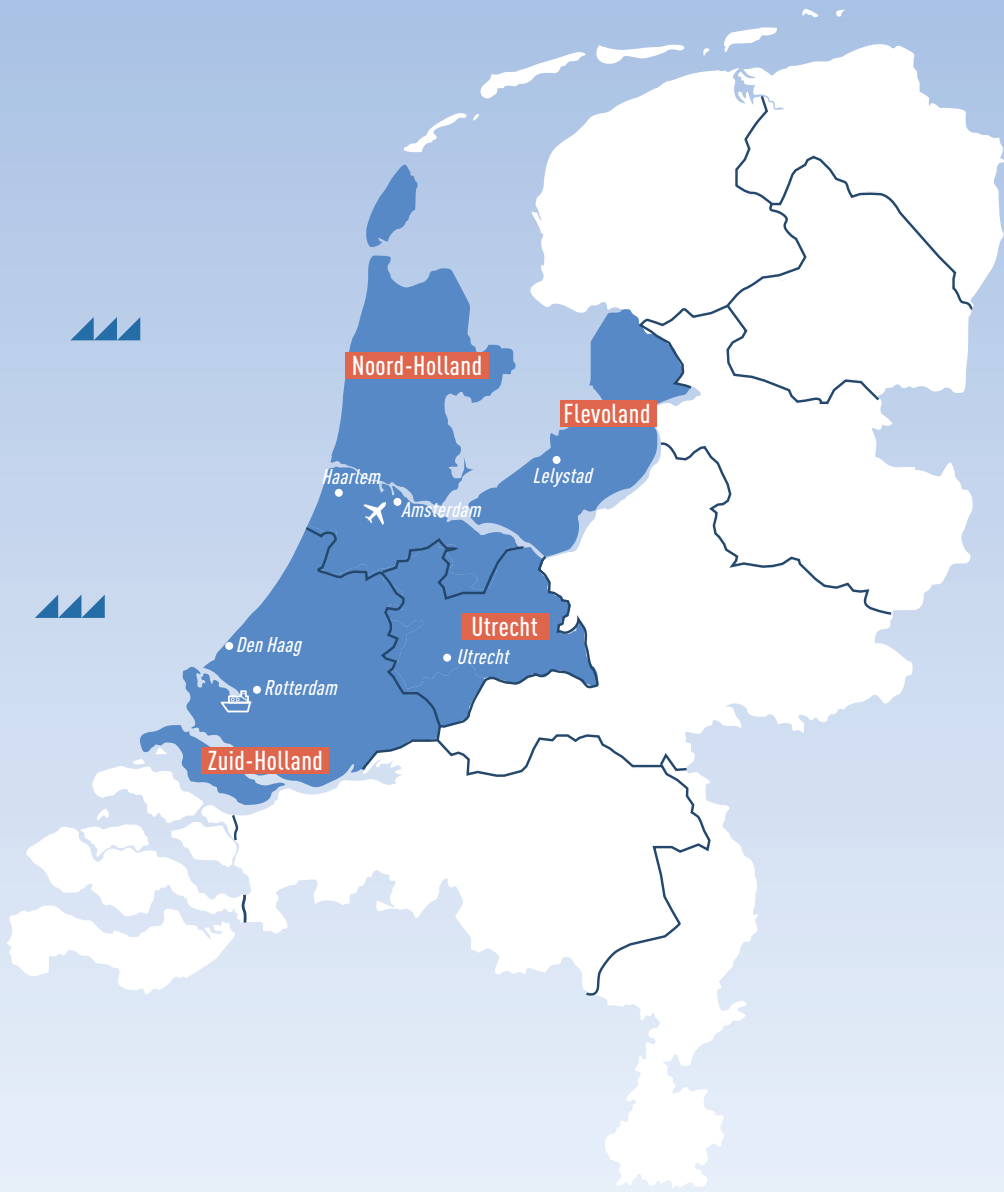 Noord-Holland
Flevoland
Haarlem
Lelystad
Amsterdam
Utrecht
Den Haag
Utrecht
Rotterdam
Zuid-Holland